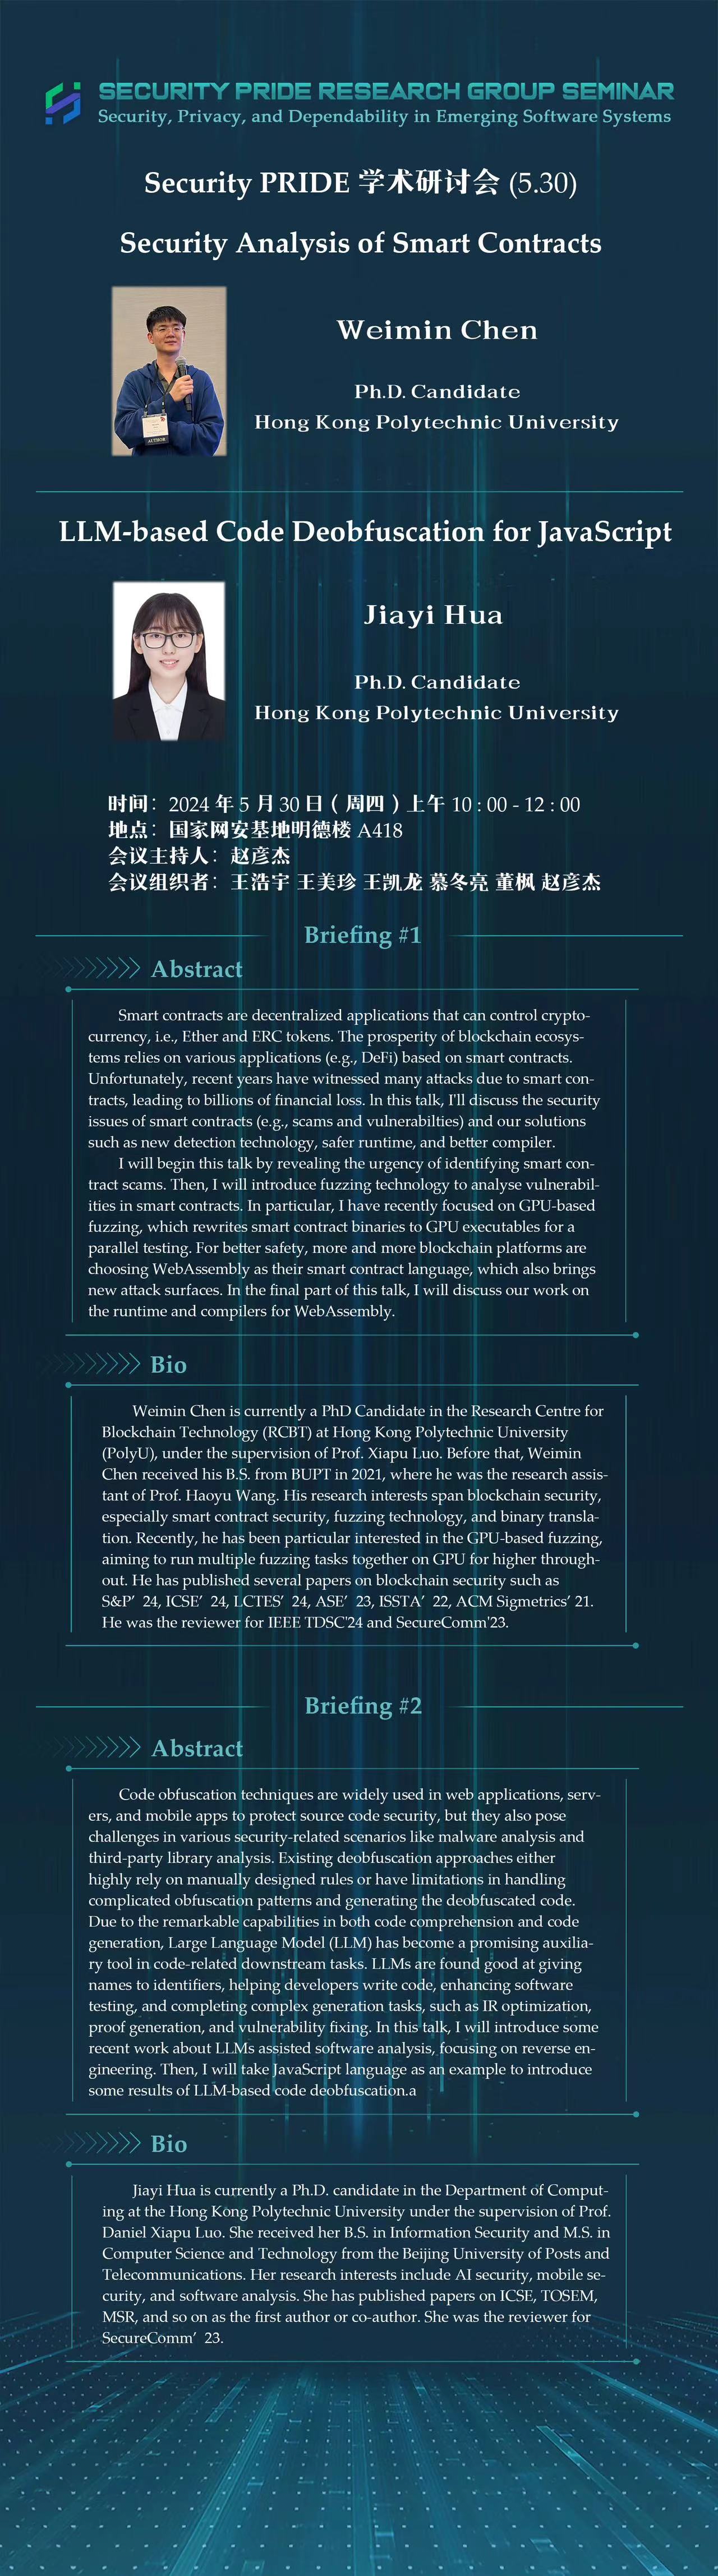 SECURITY PRIDE RESEARCH GROUP SEMINAR
Security, Privacy, and Dependability in Emerging Software Systems
Security PRIDE 学术研讨会 (5.30)
Security Analysis of Smart Contracts
Weimin Chen
Ph.D. Candidate
Hong Kong Polytechnic University
AUTHOR
LLM-based Code Deobfuscation for JavaScript
Jiayi Hua
Ph.D. Candidate
Hong Kong Polytechnic University
时间：2024 年 5 月 30 日（周四）上午 10 : 00 - 12 : 00
地点：国家网安基地明德楼 A418
会议主持人：赵彦杰
会议组织者：王浩宇 王美珍 王凯龙 慕冬亮 董枫 赵彦杰
Briefing #1
Abstract
Smart contracts are decentralized applications that can control crypto-
currency, i.e., Ether and ERC tokens. The prosperity of blockchain ecosys-
tems relies on various applications (e.g., DeFi) based on smart contracts.
Unfortunately, recent years have witnessed many attacks due to smart con-
tracts, leading to billions of financial loss. ln this talk, I'll discuss the security
issues of smart contracts (e.g., scams and vulnerabilties) and our solutions
such as new detection technology, safer runtime, and better compiler.
I will begin this talk by revealing the urgency of identifying smart con-
tract scams. Then, I will introduce fuzzing technology to analyse vulnerabil-
ities in smart contracts. In particular, I have recently focused on GPU-based
fuzzing, which rewrites smart contract binaries to GPU executables for a
parallel testing. For better safety, more and more blockchain platforms are
choosing WebAssembly as their smart contract language, which also brings
new attack surfaces. In the final part of this talk, I will discuss our work on
the runtime and compilers for WebAssembly.
Bio
Weimin Chen is currently a PhD Candidate in the Research Centre for
Blockchain Technology (RCBT) at Hong Kong Polytechnic University
(PolyU), under the supervision of Prof. Xiapu Luo. Before that, Weimin
Chen received his B.S. from BUPT in 2021, where he was the research assis-
tant of Prof. Haoyu Wang. His research interests span blockchain security,
especially smart contract security, fuzzing technology, and binary transla-
tion. Recently, he has been particular interested in the GPU-based fuzzing,
aiming to run multiple fuzzing tasks together on GPU for higher through-
out. He has published several papers on blockchain security such as
S&P’ 24, ICSE’ 24, LCTES’ 24, ASE’ 23, ISSTA’ 22, ACM Sigmetrics’ 21.
He was the reviewer for IEEE TDSC'24 and SecureComm'23.
Briefing #2
Abstract
Code obfuscation techniques are widely used in web applications, serv-
ers, and mobile apps to protect source code security, but they also pose
challenges in various security-related scenarios like malware analysis and
third-party library analysis. Existing deobfuscation approaches either
highly rely on manually designed rules or have limitations in handling
complicated obfuscation patterns and generating the deobfuscated code.
Due to the remarkable capabilities in both code comprehension and code
generation, Large Language Model (LLM) has become a promising auxilia-
ry tool in code-related downstream tasks. LLMs are found good at giving
names to identifiers, helping developers write code, enhancing software
testing, and completing complex generation tasks, such as IR optimization,
proof generation, and vulnerability fixing. In this talk, I will introduce some
recent work about LLMs assisted software analysis, focusing on reverse en-
gineering. Then, I will take JavaScript language as an example to introduce
some results of LLM-based code deobfuscation.a
Bio
Jiayi Hua is currently a Ph.D. candidate in the Department of Comput-
ing at the Hong Kong Polytechnic University under the supervision of Prof.
Daniel Xiapu Luo. She received her B.S. in Information Security and M.S. in
Computer Science and Technology from the Beijing University of Posts and
Telecommunications. Her research interests include AI security, mobile se-
curity, and software analysis. She has published papers on ICSE, TOSEM,
MSR, and so on as the first author or co-author. She was the reviewer for
SecureComm’ 23.